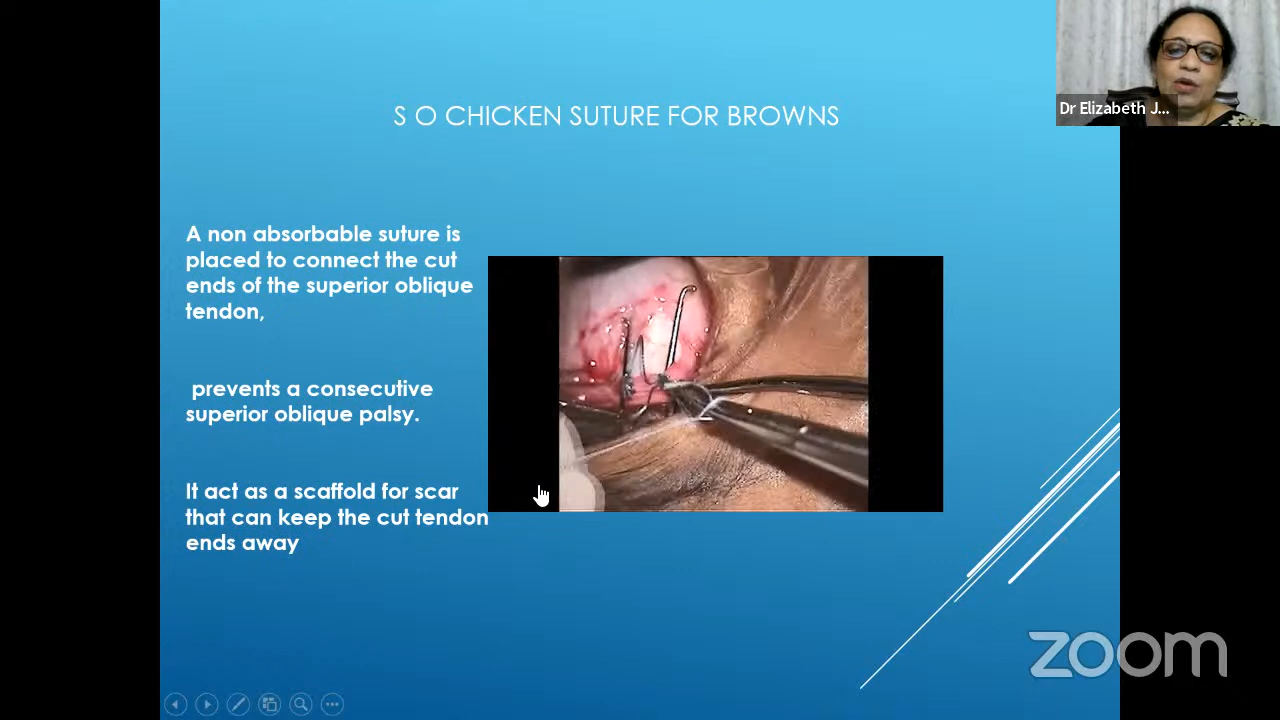 S O CHICKEN SUTURE FOR BROWNS
Dr Elizabeth J...
A non absorbable suture is
placed to connect the cut
ends of the superior oblique
tendon,
prevents a consecutive
superior oblique palsy.
It act as a scaffold for scar
that can keep the cut tendon
ends away
zoom